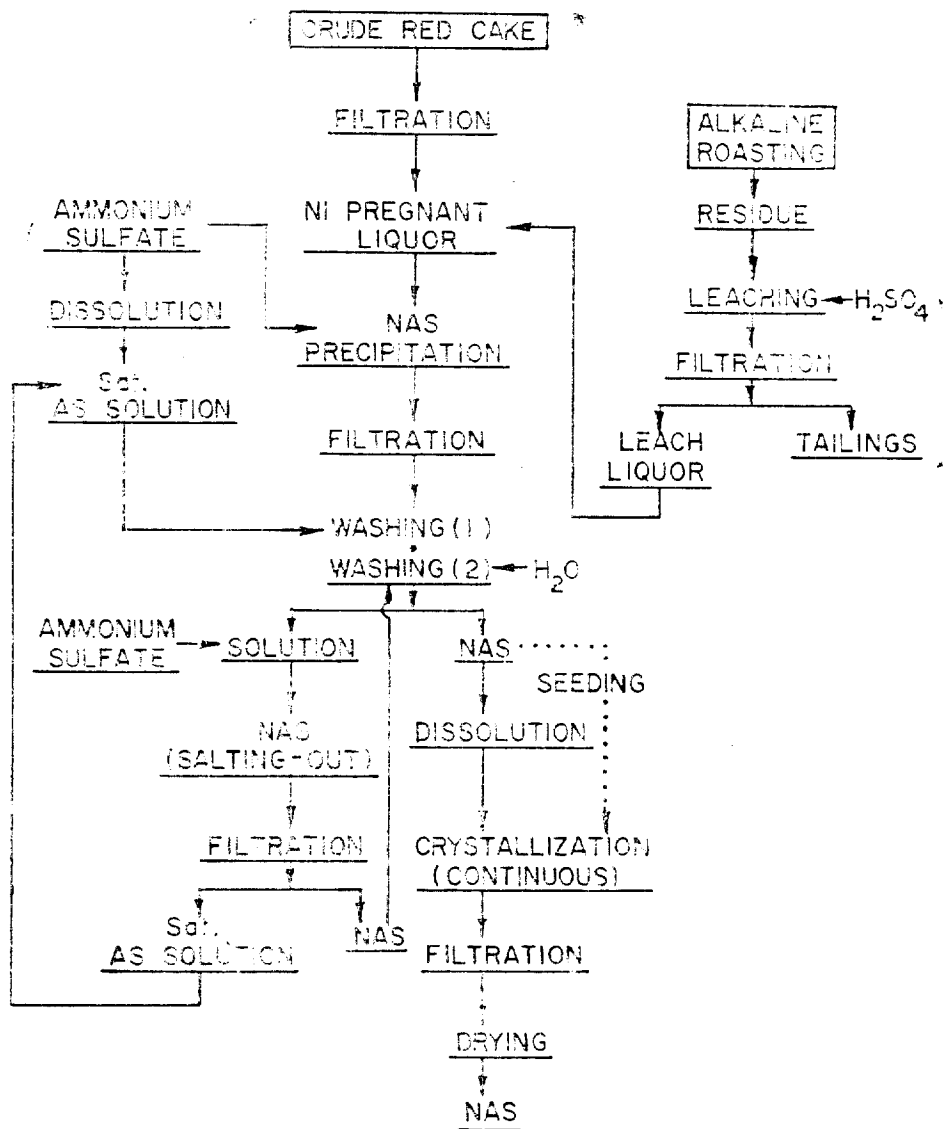 CRUDE RED CAKE
FILTRATION
ALKALINE
ROASTING
AMMONIUM
SULFATE
NI PREGNANT
LIQUOR
RESIDUE
DISSOLUTION
LEACHING
H₂SO₄
NAS
PRECIPITATION
FILTRATION
Sat.
AS SOLUTION
FILTRATION
LEACH
LIQUOR
TAILINGS
WASHING (1)
WASHING (2)
H₂O
AMMONIUM
SULFATE
SOLUTION
NAS
SEEDING
NAS
(SALTING-OUT)
DISSOLUTION
FILTRATION
CRYSTALLIZATION
(CONTINUOUS)
Sat.
AS SOLUTION
NAS
FILTRATION
DRYING
NAS